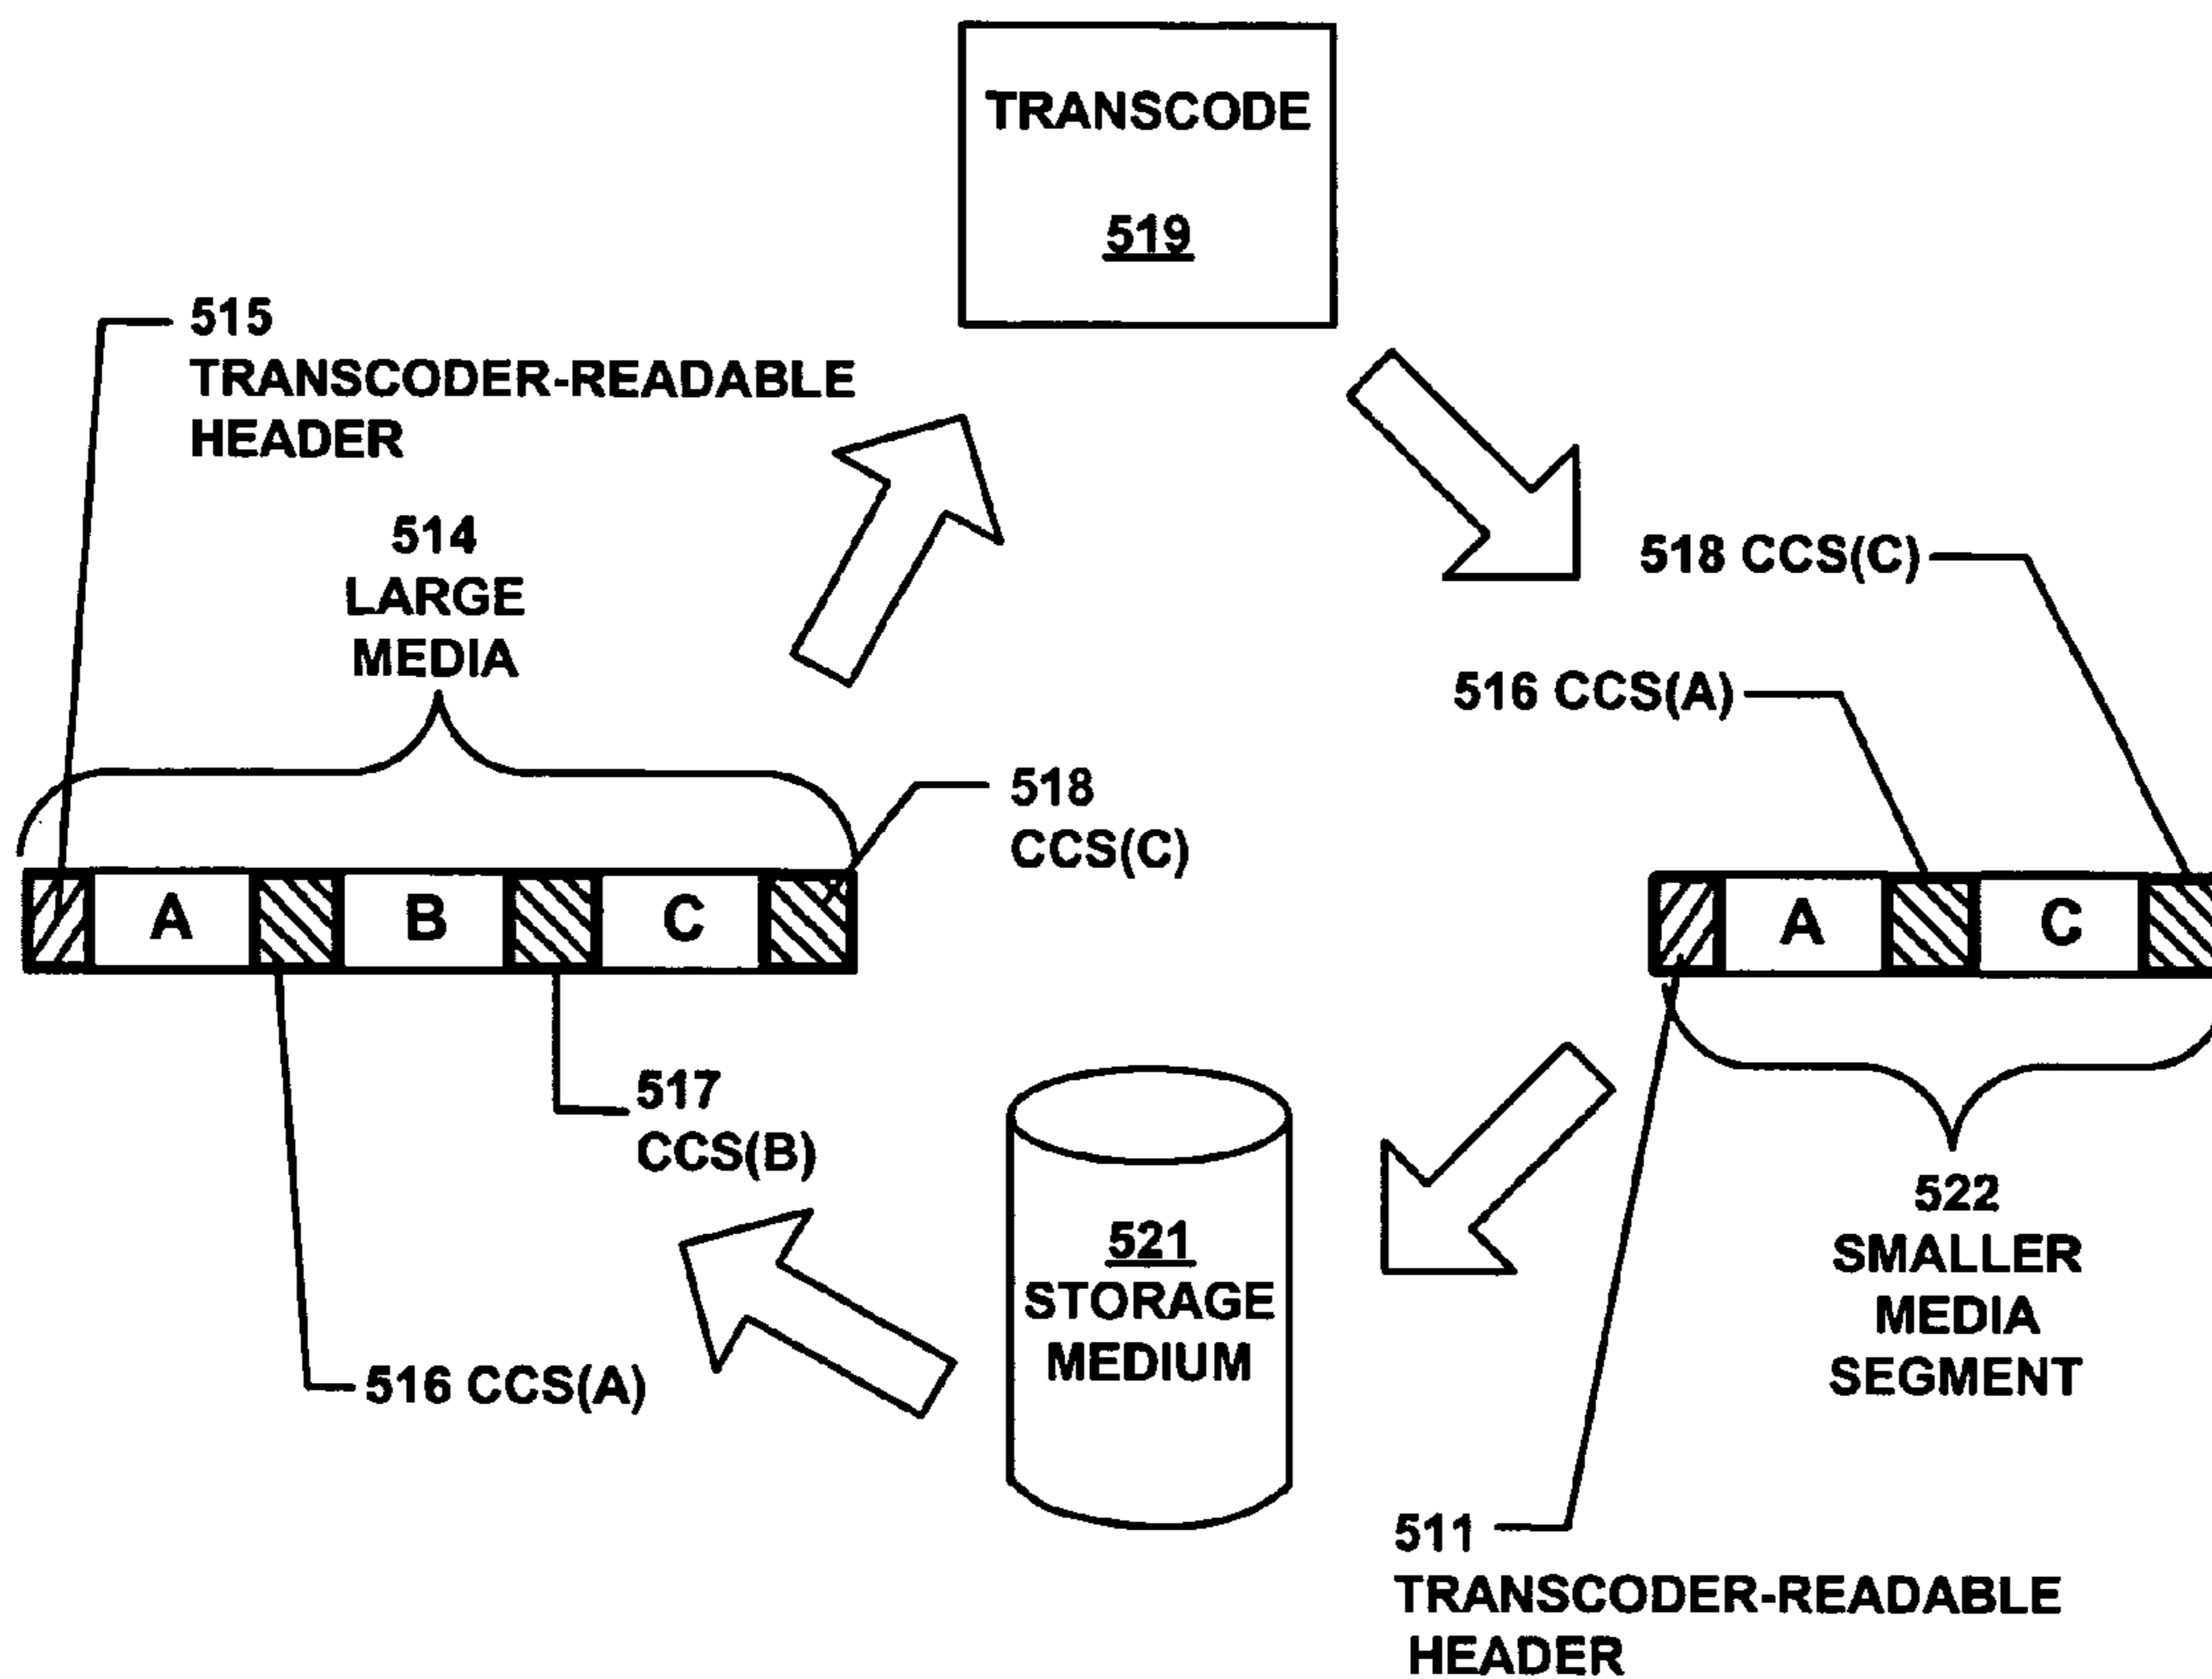 TRANSCODE
519
515
TRANSCODER-READABLE
HEADER
514
LARGE
MEDIA
518 CCS(C)
516 CCS(A)
518
CCS(C)
A
B
C
A
C
517
CCS(B)
516 CCS(A)
521
STORAGE
MEDIUM
522
SMALLER
MEDIA
SEGMENT
511
TRANSCODER-READABLE
HEADER